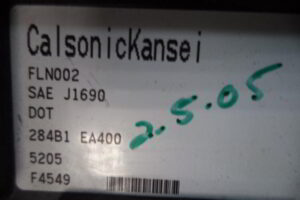 CalsonicKansei
FLN002
SAE J1690
DOT
284B1 EA400
2.5.05
5205
F4549